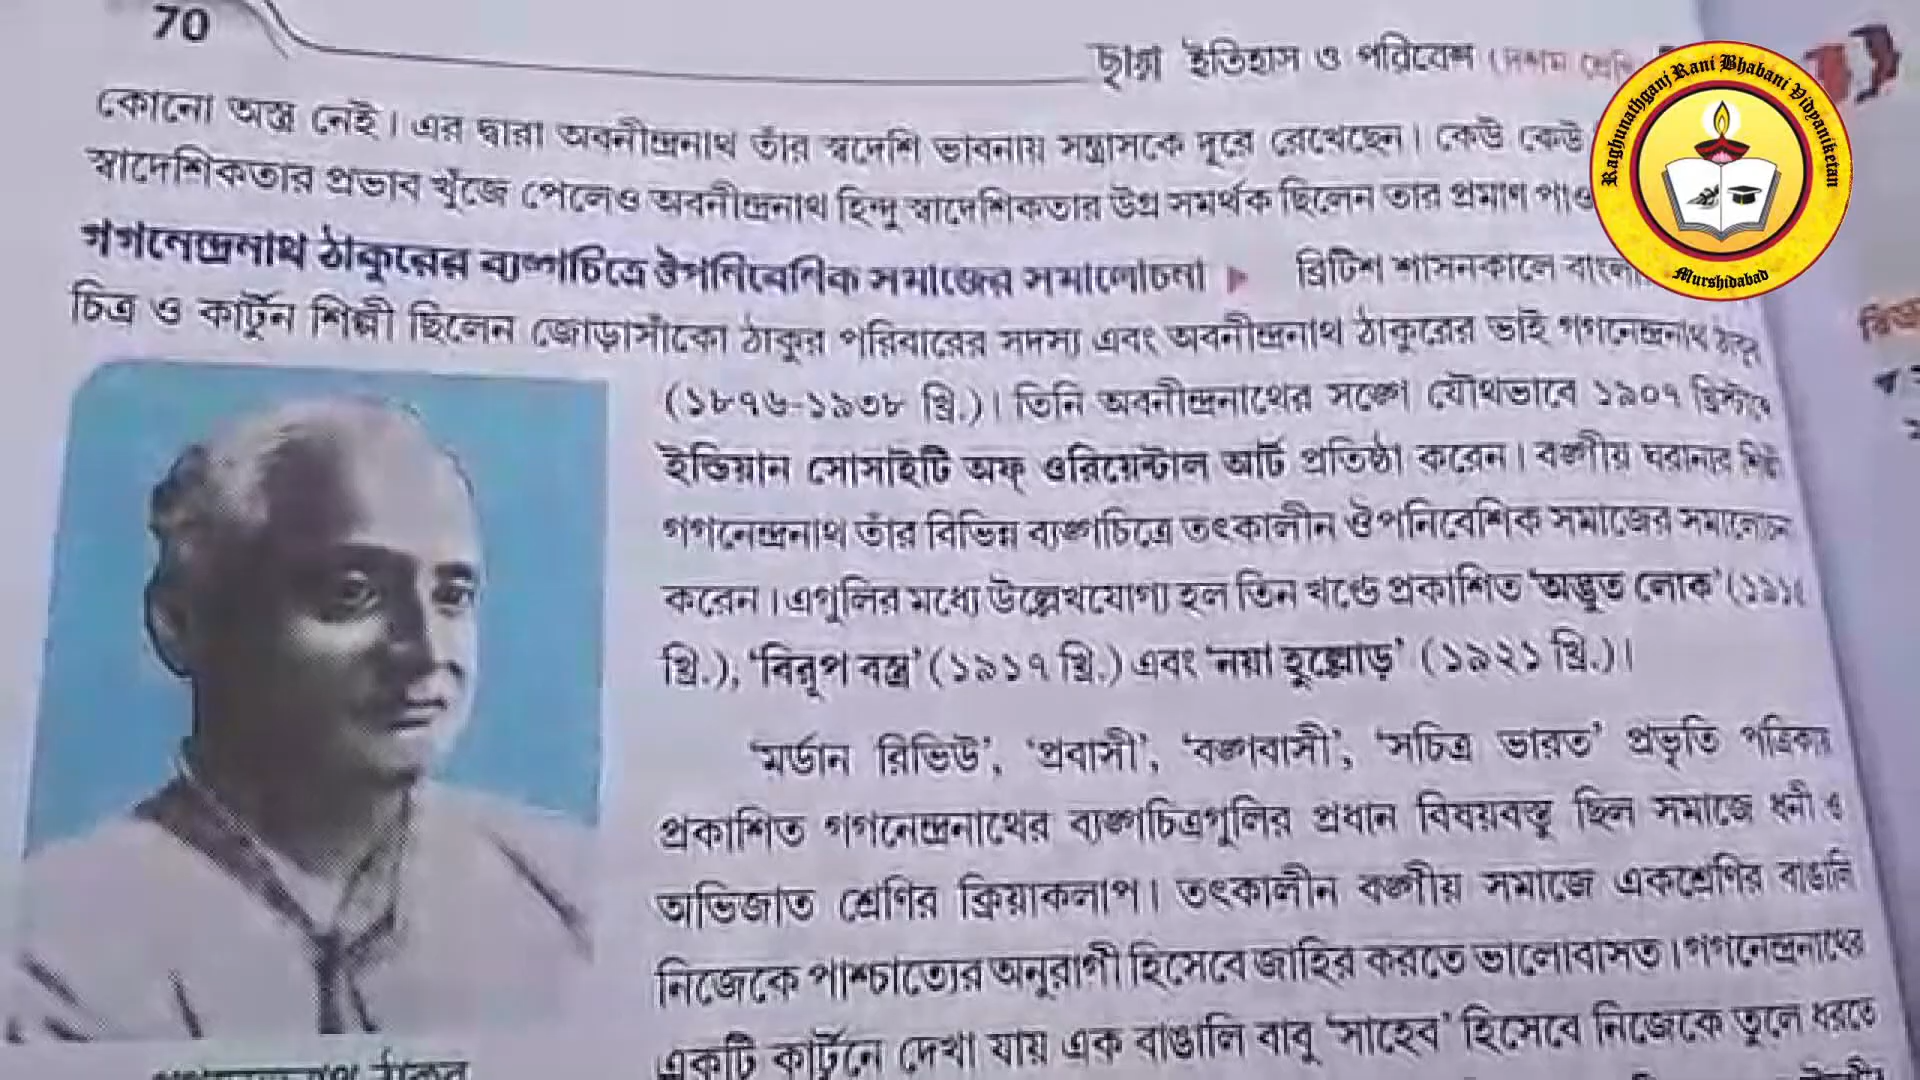 70
ছায়া ইতিহাস ও পরিবেশ (দশম
Raghunathganj Rani Bhabani Vidyaniketan
Murshidabad
কোনো অস্ত্র নেই। এর দ্বারা অবনীন্দ্রনাথ তাঁর স্বদেশি ভাবনায় সন্ত্রাসকে দূরে রেখেছেন। কেউ কেউ
স্বাদেশিকতার প্রভাব খুঁজে পেলেও অবনীন্দ্রনাথ হিন্দু স্বাদেশিকতার উগ্র সমর্থক ছিলেন তার প্রমাণ
গগনেন্দ্রনাথ ঠাকুরের ব্যঙ্গচিত্রে ঔপনিবেশিক সমাজের সমালোচনা ▶ ব্রিটিশ শাসনকালে
চিত্র ও কার্টুন শিল্পী ছিলেন জোড়াসাঁকো ঠাকুর পরিবারের সদস্য এবং অবনীন্দ্রনাথ ঠাকুরের ভাই গগনেন্দ্রনাথ ঠাকুর
(১৮৭৬-১৯৩৮ খ্রি.)। তিনি অবনীন্দ্রনাথের সঙ্গে যৌথভাবে ১৯০৭ খ্রিস্টাব্দে
ইন্ডিয়ান সোসাইটি অফ্ ওরিয়েন্টাল আর্ট প্রতিষ্ঠা করেন। বঙ্গীয় ঘরানার
গগনেন্দ্রনাথ তাঁর বিভিন্ন ব্যঙ্গচিত্রে তৎকালীন ঔপনিবেশিক সমাজের সমালোচনা
করেন। এগুলির মধ্যে উল্লেখযোগ্য হল তিন খণ্ডে প্রকাশিত 'অদ্ভুত লোক'
খ্রি.), 'বিরূপ বস্ত্র' (১৯১৭ খ্রি.) এবং 'নয়া হুল্লোড়' (১৯২১ খ্রি.)।
'মর্ডান রিভিউ', 'প্রবাসী', 'বঙ্গবাসী', 'সচিত্র ভারত' প্রভৃতি পত্রিকায়
প্রকাশিত গগনেন্দ্রনাথের ব্যঙ্গচিত্রগুলির প্রধান বিষয়বস্তু ছিল সমাজে ধনী ও
অভিজাত শ্রেণির ক্রিয়াকলাপ। তৎকালীন বঙ্গীয় সমাজে একশ্রেণির বাঙালি
নিজেকে পাশ্চাত্যের অনুরাগী হিসেবে জাহির করতে ভালোবাসত। গগনেন্দ্রনাথের
একটি কার্টুনে দেখা যায় এক বাঙালি বাবু 'সাহেব' হিসেবে নিজেকে তুলে ধরতে
গগনেন্দ্রনাথ ঠাকুর